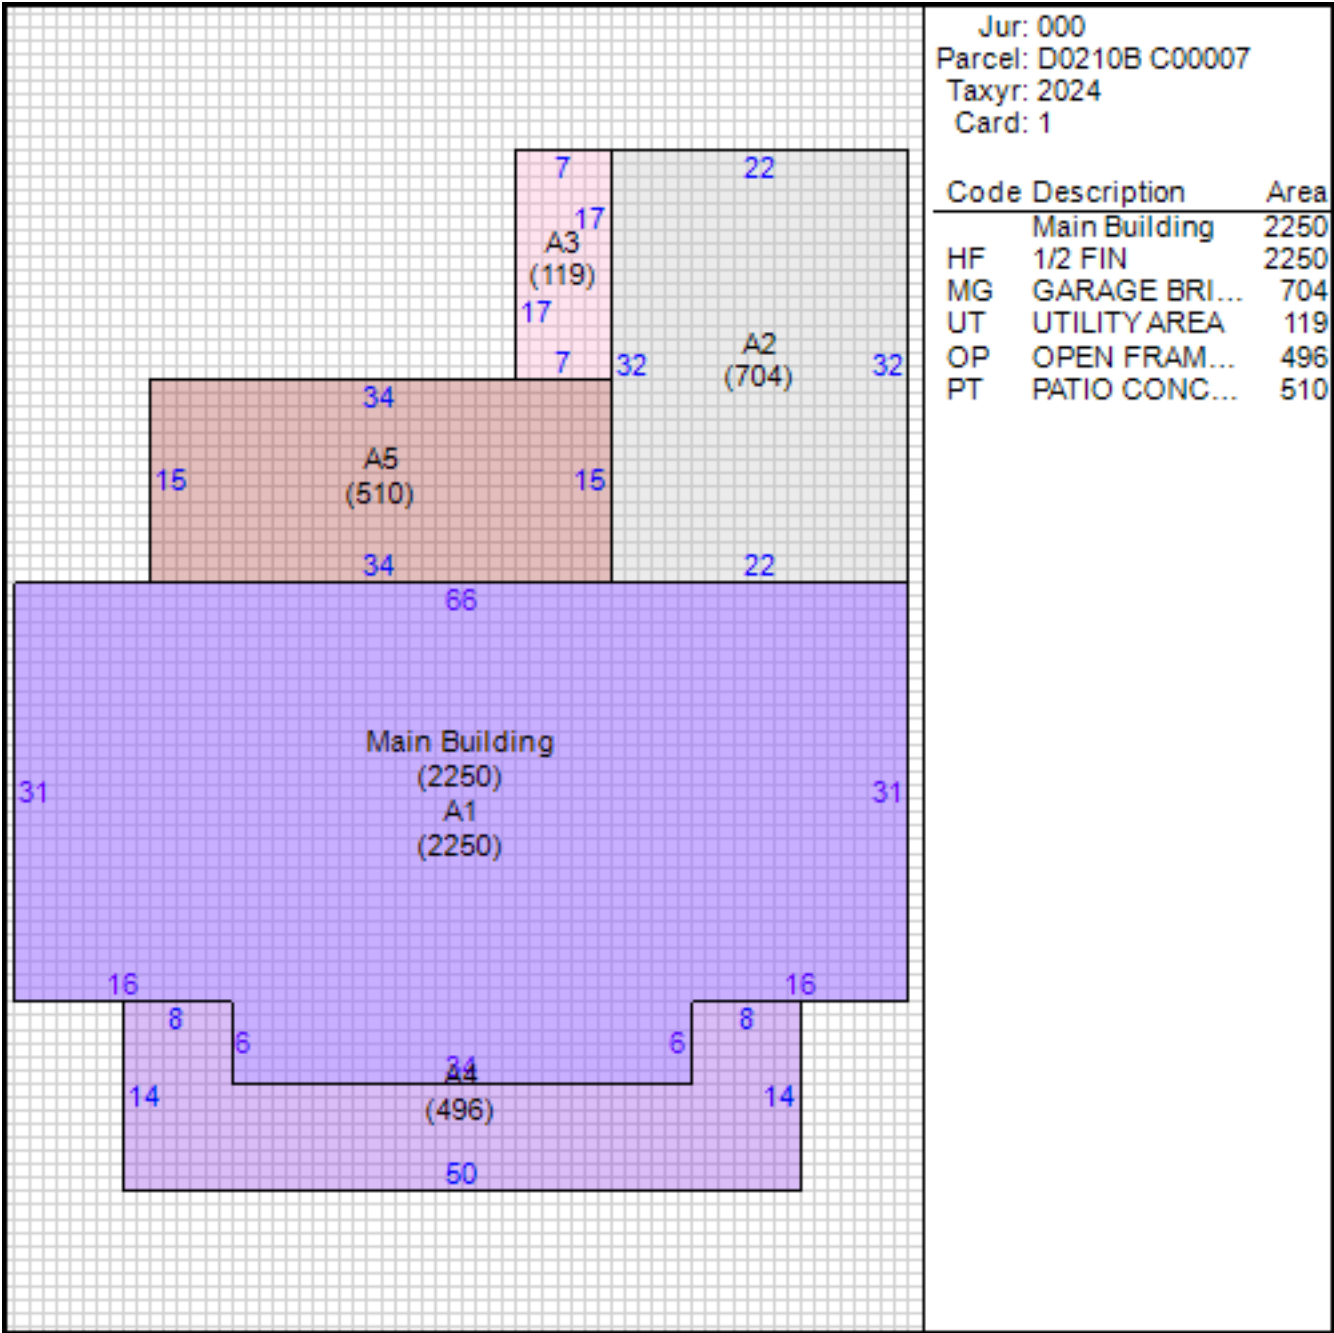 Jur: 000
Parcel: D0210B C00007
Taxyr: 2024
Card: 1
Code Description Area
Main Building 2250
HF 1/2 FIN 2250
MG GARAGE BRI... 704
UT UTILITY AREA 119
OP OPEN FRAM... 496
PT PATIO CONC... 510
7
22
17
A3
(119)
17
7
32
A2
(704)
32
34
A5
(510)
15
15
34
22
66
Main Building
(2250)
A1
(2250)
31
31
16
16
8
8
6
6
34
A4
(496)
14
14
50